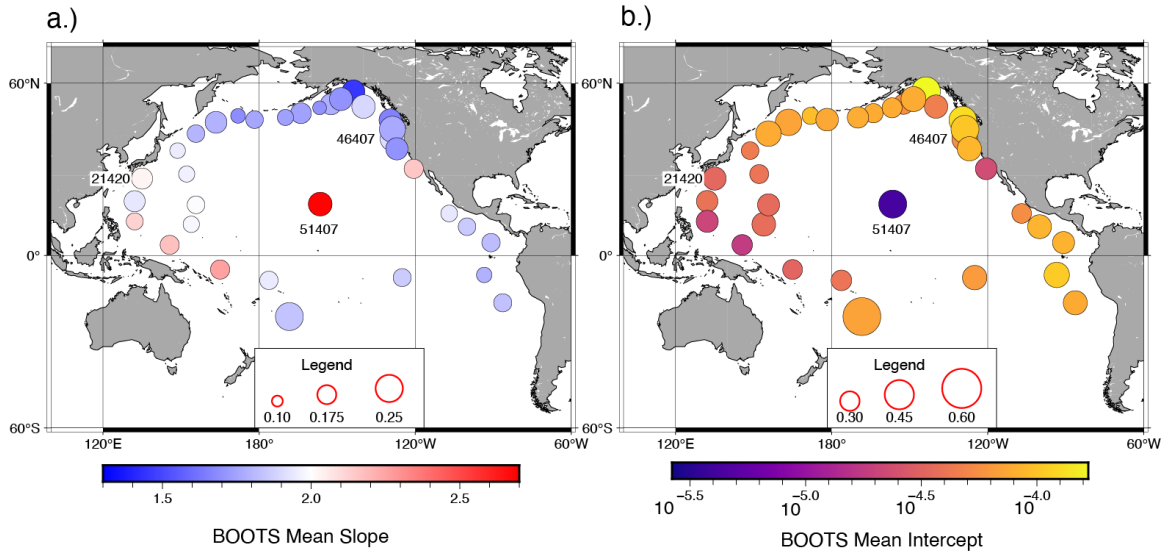 a.)
b.)
60°N
0°
60°S
120°E
180°
120°W
60°W
46407
21420
51407
Legend
0.10
0.175
0.25
1.5
2.0
2.5
BOOTS Mean Slope
60°N
0°
60°S
120°E
180°
120°W
60°W
46407
21420
51407
Legend
0.30
0.45
0.60
10^−5.5
10^−5.0
10^−4.5
10^−4.0
BOOTS Mean Intercept